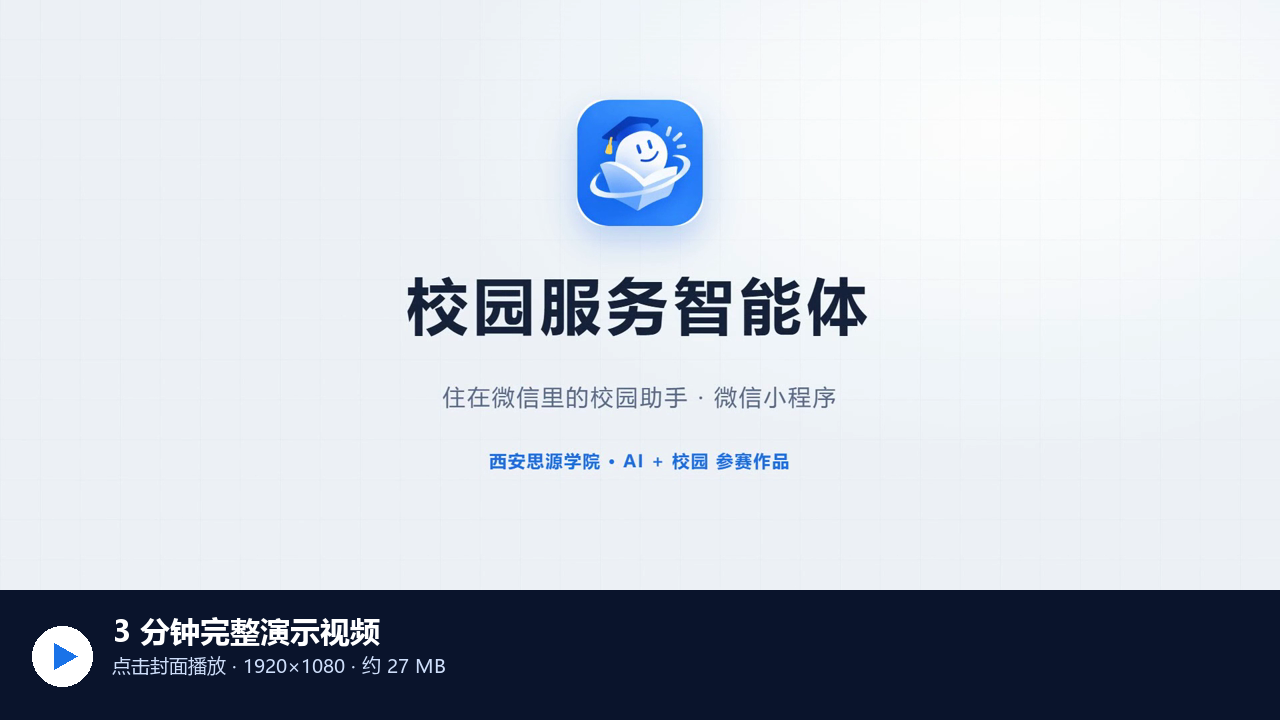 校园服务智能体
住在微信里的校园助手 · 微信小程序
西安思源学院 • AI + 校园 参赛作品
3 分钟完整演示视频
点击封面播放 · 1920×1080 · 约 27 MB